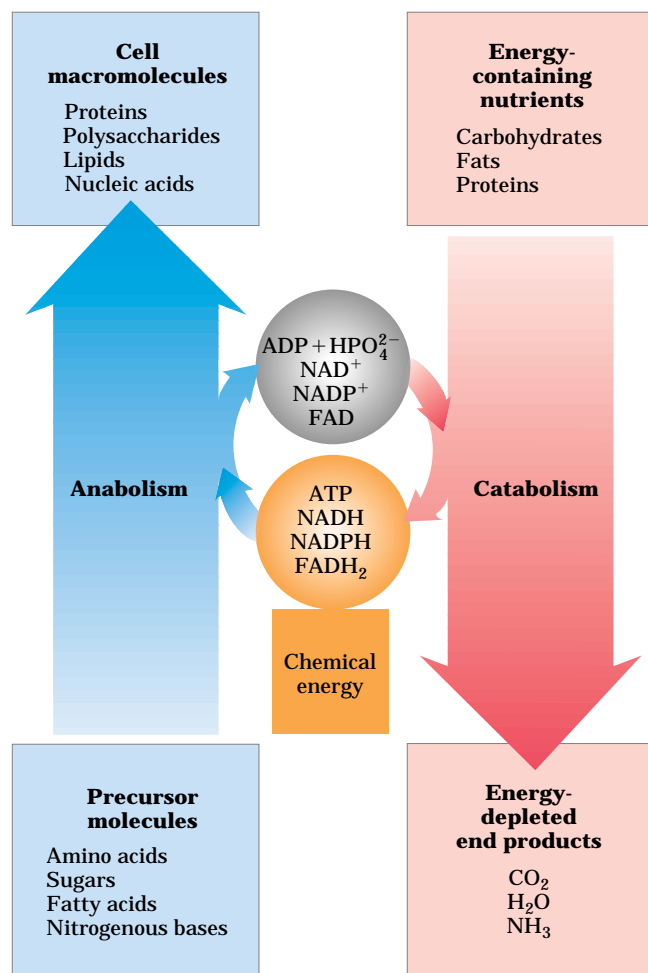 Cell
macromolecules
Proteins
Polysaccharides
Lipids
Nucleic acids
Energy-
containing
nutrients
Carbohydrates
Fats
Proteins
ADP + HPO₄²⁻
NAD⁺
NADP⁺
FAD
Anabolism
ATP
NADH
NADPH
FADH₂
Catabolism
Chemical
energy
Precursor
molecules
Amino acids
Sugars
Fatty acids
Nitrogenous bases
Energy-
depleted
end products
CO₂
H₂O
NH₃